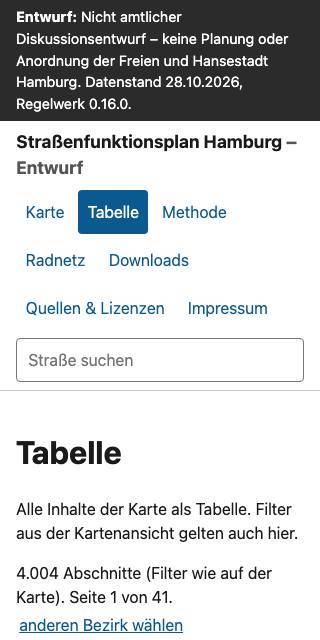 Entwurf: Nicht amtlicher
Diskussionsentwurf – keine Planung oder
Anordnung der Freien und Hansestadt
Hamburg. Datenstand 28.10.2026,
Regelwerk 0.16.0.
Straßenfunktionsplan Hamburg –
Entwurf
Karte Tabelle Methode
Radnetz Downloads
Quellen & Lizenzen Impressum
Straße suchen
Tabelle
Alle Inhalte der Karte als Tabelle. Filter
aus der Kartenansicht gelten auch hier.
4.004 Abschnitte (Filter wie auf der
Karte). Seite 1 von 41.
anderen Bezirk wählen